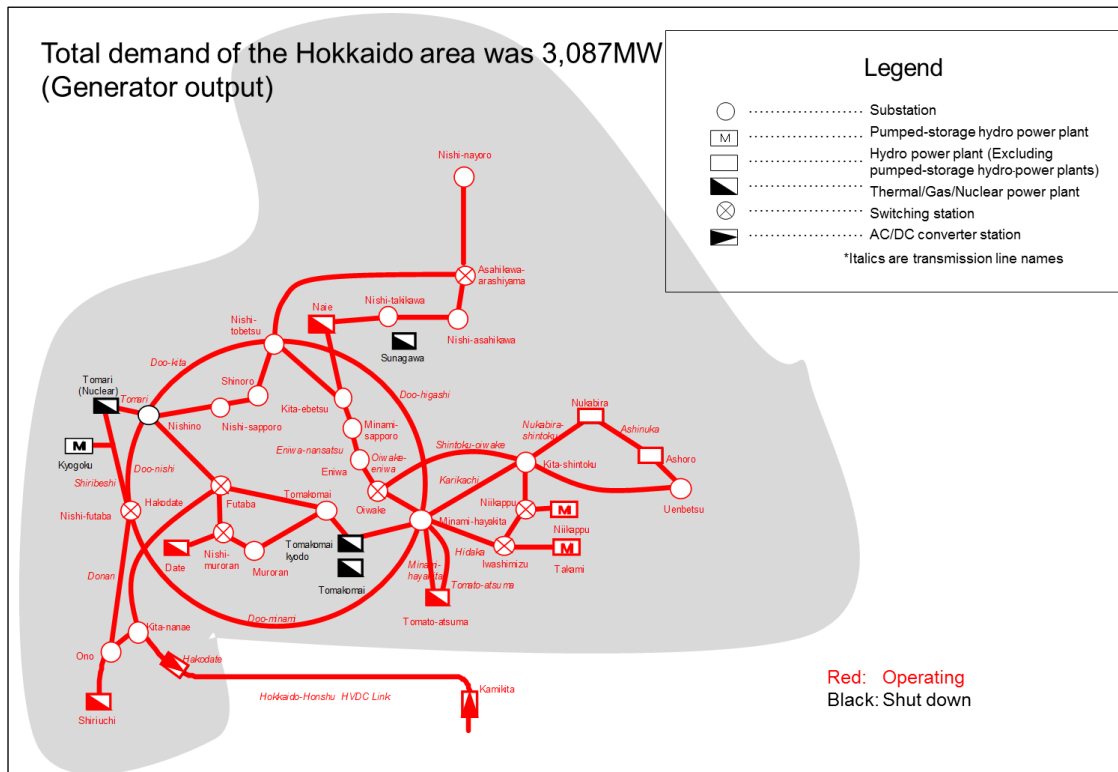 Total demand of the Hokkaido area was 3,087MW
(Generator output)
Legend
Substation
M
Pumped-storage hydro power plant
Hydro power plant (Excluding
pumped-storage hydro-power plants)
Thermal/Gas/Nuclear power plant
Switching station
AC/DC converter station
*Italics are transmission line names
Nishi-nayoro
Asahikawa-
arashiyama
Nishi-takikawa
Naie
Nishi-asahikawa
Sunagawa
Nishi-
tobetsu
Doo-kita
Shinoro
Doo-higashi
Tomari
(Nuclear)
Tomari
Nishino
Nishi-sapporo
Kita-ebetsu
Minami-
sapporo
Nukabira
Nukabira-
shintoku
Ashinuka
Ashoro
M
Kyogoku
Doo-nishi
Eniwa-nansatsu
Oiwake-
eniwa
Eniwa
Shintoku-oiwake
Kita-shintoku
Karikachi
Shiribeshi
Hakodate
Nishi-futaba
Futaba
Tomakomai
Oiwake
Uenbetsu
Minami-hayakita
Niikappu
M
Niikappu
Date
Nishi-
muroran
Muroran
Tomakomai
kyodo
Tomakomai
Hidaka
Iwashimizu
M
Takami
Minami-
hayakita
Tomato-atsuma
Tomato-atsuma
Donan
Doo-minami
Kita-nanae
Ono
Hakodate
Shiriuchi
Hokkaido-Honshu HVDC Link
Kamikita
Red: Operating
Black: Shut down